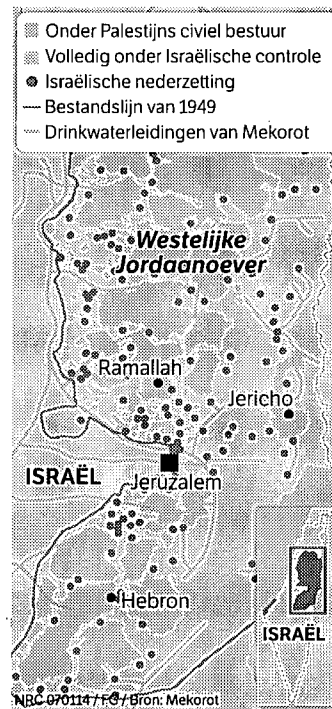 Onder Palestijns civiel bestuur
Volledig onder Israëlische controle
Israëlische nederzetting
Bestandslijn van 1949
Drinkwaterleidingen van Mekorot
Westelijke
Jordaanoever
Ramallah
Jericho
ISRAËL
Jeruzalem
Hebron
ISRAËL
NRC 070114 / FG / Bron: Mekorot